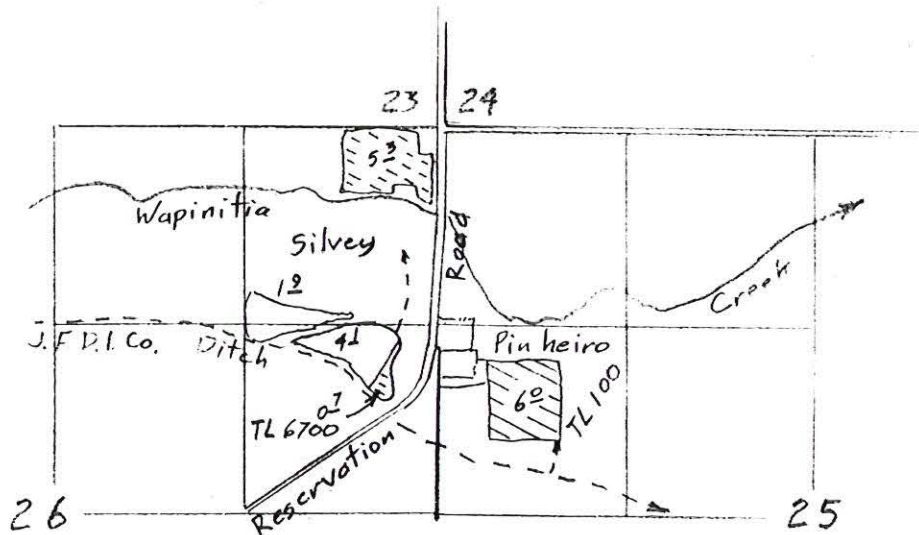 23 24
5 3
Wapinitia
Silvey
Road
Creek
1 9
J. F. D. I. Co. Ditch
4 1
Pinheiro
6 0
TL 100
0 7
TL 6700
Reservation
26
25